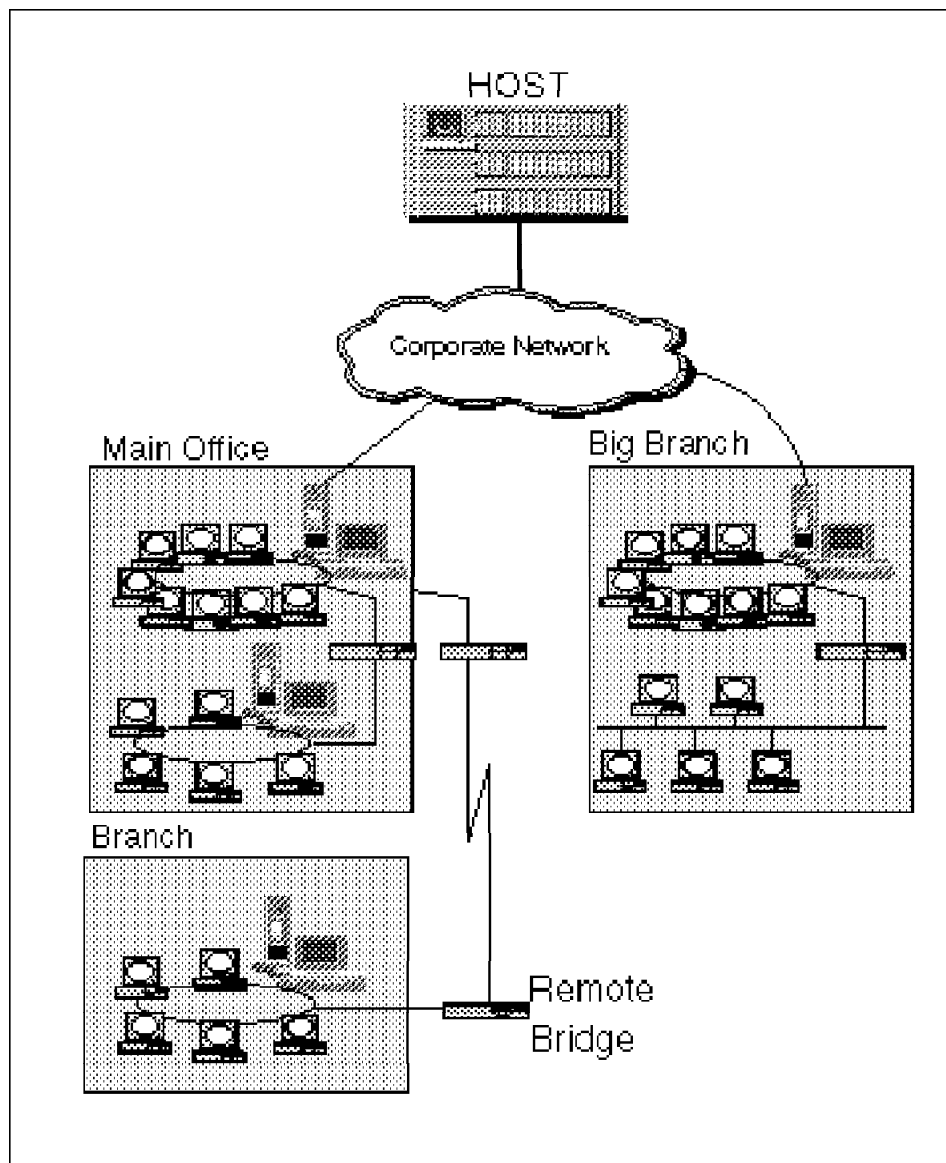 HOST
Corporate Network
Main Office
Big Branch
Branch
Remote
Bridge